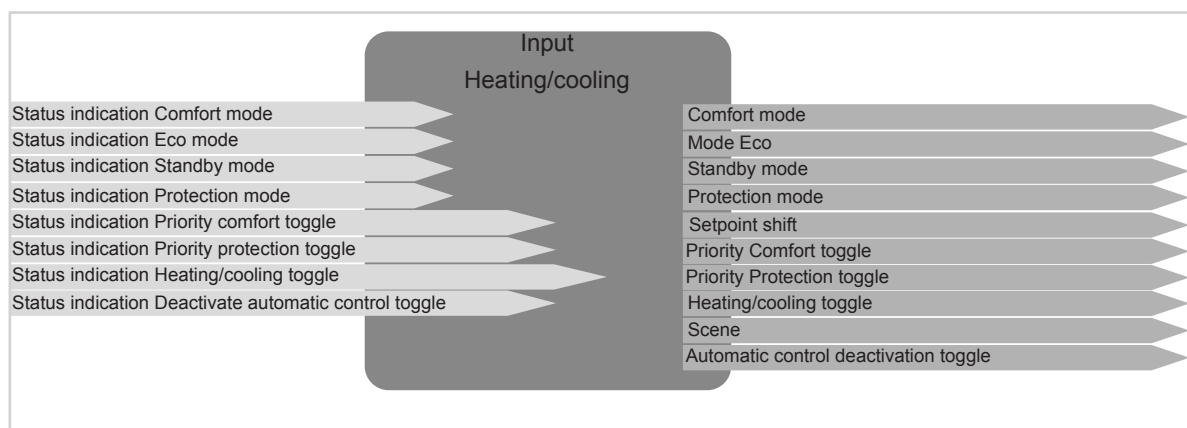 Input
Heating/cooling
Status indication Comfort mode
Status indication Eco mode
Status indication Standby mode
Status indication Protection mode
Status indication Priority comfort toggle
Status indication Priority protection toggle
Status indication Heating/cooling toggle
Status indication Deactivate automatic control toggle
Comfort mode
Mode Eco
Standby mode
Protection mode
Setpoint shift
Priority Comfort toggle
Priority Protection toggle
Heating/cooling toggle
Scene
Automatic control deactivation toggle